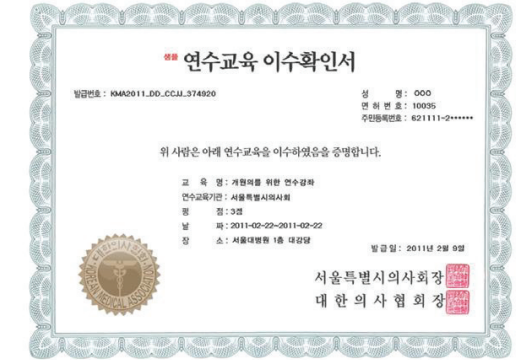 샘플 연수교육 이수확인서
발급번호 : KMA2011_DD_CCJJ_374920
성 명 : OOO
면 허 번 호 : 10035
주민등록번호 : 621111-2******
위 사람은 아래 연수교육을 이수하였음을 증명합니다.
교 육 명 : 개원의를 위한 연수강좌
연수교육기관 : 서울특별시의사회
평 점 : 3점
날 짜 : 2011-02-22~2011-02-22
장 소 : 서울대병원 1층 대강당
발 급 일 : 2011년 2월 9일
서울특별시의사회장
대 한 의 사 협 회 장
KOREAN MEDICAL ASSOCIATION